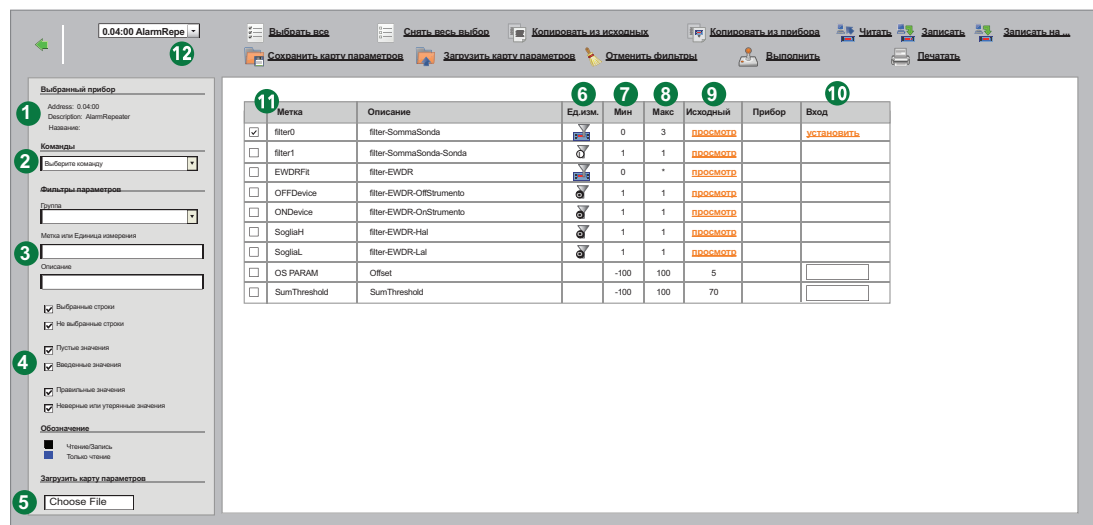 0.04:00 AlarmRepe
12
Выбрать все
Снять весь выбор
Копировать из исходных
Копировать из прибора
Читать
Записать
Записать на ...
Сохранить карту параметров
Загрузить карту параметров
Отменить фильтры
Выполнить
Печатать
Выбранный прибор
1
Address: 0.04:00
Description: AlarmRepeater
Название:
Команды
2
Выберите команду
Фильтры параметров
Группа
Метка или Единица измерения
3
Описание
Выбранные строки
Не выбранные строки
Пустые значения
4
Введенные значения
Правильные значения
Неверные или утерянные значения
Обозначение
Чтение/Запись
Только чтение
Загрузить карту параметров
5
Choose File
11 6 7 8 9 10
Метка Описание Ед.изм. Мин Макс Исходный Прибор Вход
filter0 filter-SommaSonda 0 3 просмотр установить
filter1 filter-SommaSonda-Sonda 1 1 просмотр
EWDRFit filter-EWDR 0 * просмотр
OFFDevice filter-EWDR-OffStrumento 1 1 просмотр
ONDevice filter-EWDR-OnStrumento 1 1 просмотр
SogliaH filter-EWDR-Hal 1 1 просмотр
SogliaL filter-EWDR-Lal 1 1 просмотр
OS PARAM Offset -100 100 5
SumThreshold SumThreshold -100 100 70